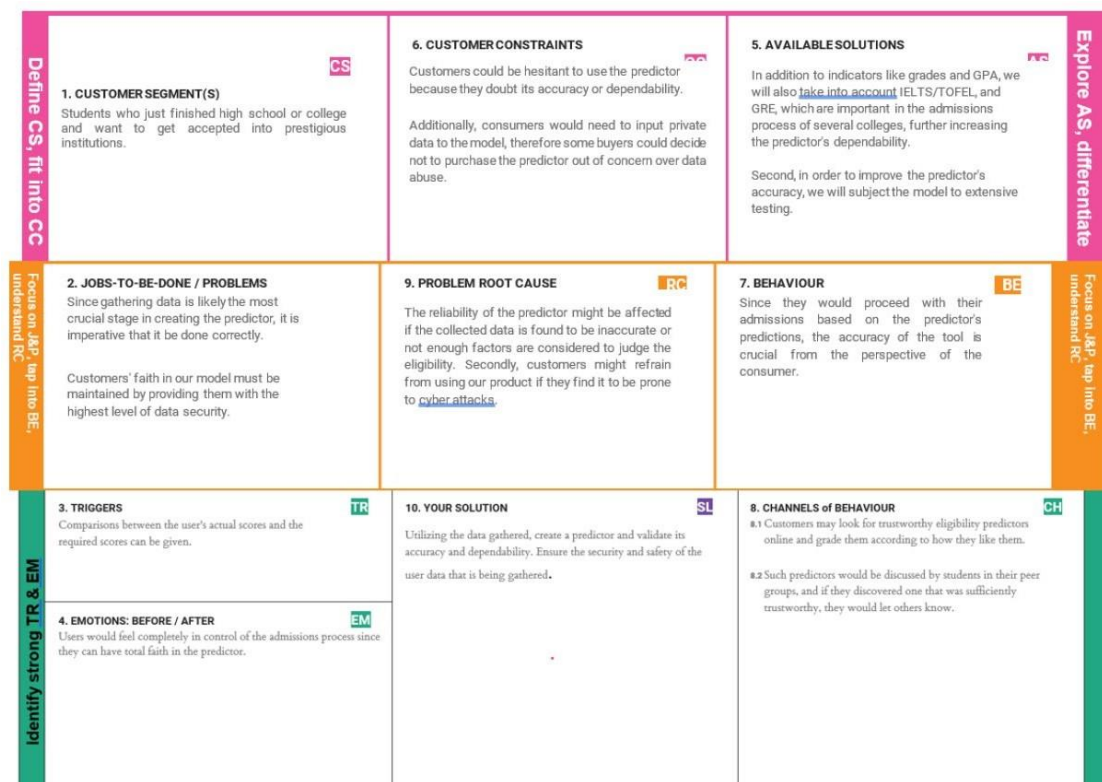 Define CS, fit into CC
CS
1. CUSTOMER SEGMENT(S)
Students who just finished high school or college
and want to get accepted into prestigious
institutions.
6. CUSTOMER CONSTRAINTS
Customers could be hesitant to use the predictor
because they doubt its accuracy or dependability.
Additionally, consumers would need to input private
data to the model, therefore some buyers could decide
not to purchase the predictor out of concern over data
abuse.
5. AVAILABLE SOLUTIONS
AS
In addition to indicators like grades and GPA, we
will also take into account IELTS/TOFEL, and
GRE, which are important in the admissions
process of several colleges, further increasing
the predictor's dependability.
Second, in order to improve the predictor's
accuracy, we will subject the model to extensive
testing.
Explore AS, differentiate
Focus on J&P, tap into BE,
understand RC
2. JOBS-TO-BE-DONE / PROBLEMS
Since gathering data is likely the most
crucial stage in creating the predictor, it is
imperative that it be done correctly.
Customers' faith in our model must be
maintained by providing them with the
highest level of data security.
9. PROBLEM ROOT CAUSE
RC
The reliability of the predictor might be affected
if the collected data is found to be inaccurate or
not enough factors are considered to judge the
eligibility. Secondly, customers might refrain
from using our product if they find it to be prone
to cyber attacks.
7. BEHAVIOUR
BE
Since they would proceed with their
admissions based on the predictor's
predictions, the accuracy of the tool is
crucial from the perspective of the
consumer.
Focus on J&P, tap into BE,
understand RC
Identify strong TR & EM
3. TRIGGERS
TR
Comparisons between the user's actual scores and the
required scores can be given.
4. EMOTIONS: BEFORE / AFTER
EM
Users would feel completely in control of the admissions process since
they can have total faith in the predictor.
10. YOUR SOLUTION
SL
Utilizing the data gathered, create a predictor and validate its
accuracy and dependability. Ensure the security and safety of the
user data that is being gathered.
8. CHANNELS of BEHAVIOUR
CH
8.1 Customers may look for trustworthy eligibility predictors
online and grade them according to how they like them.
8.2 Such predictors would be discussed by students in their peer
groups, and if they discovered one that was sufficiently
trustworthy, they would let others know.